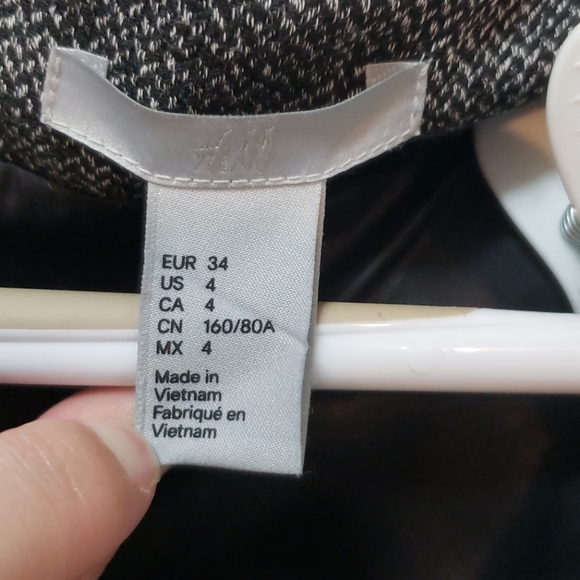 H&M
EUR 34
US 4
CA 4
CN 160/80A
MX 4
Made in
Vietnam
Fabriqué en
Vietnam